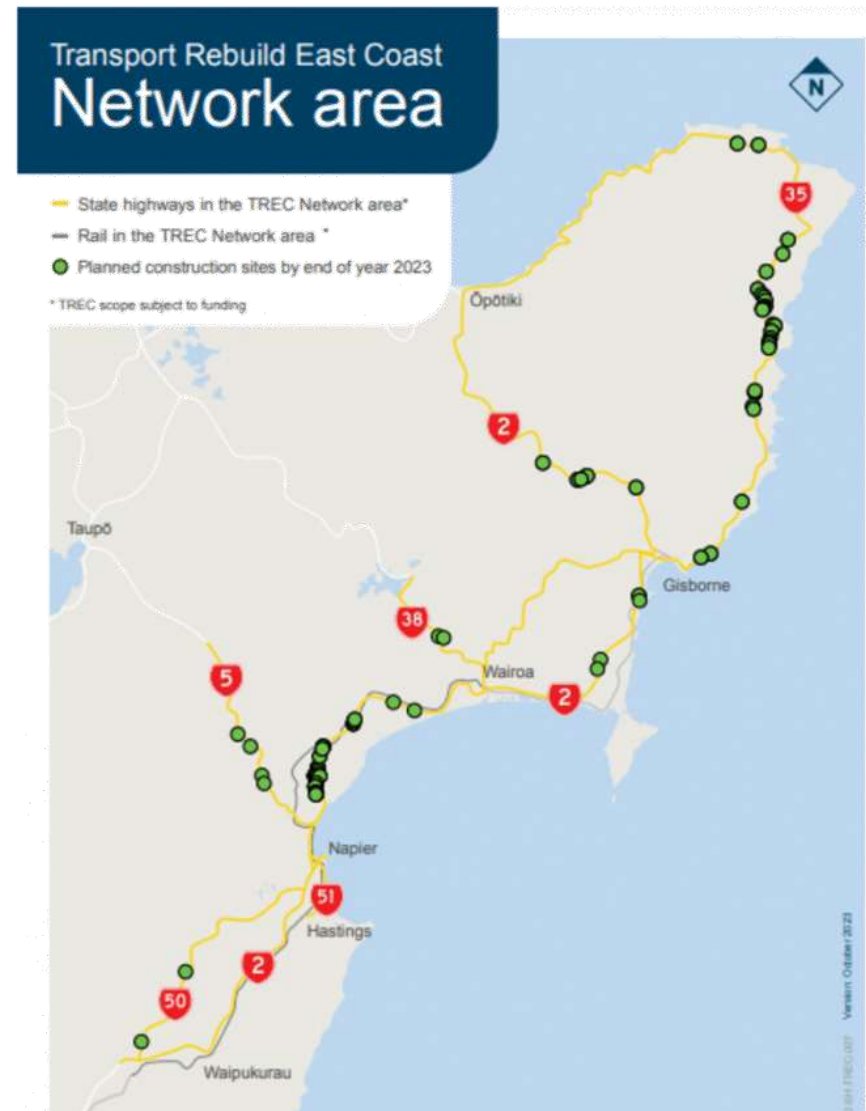 Transport Rebuild East Coast
Network area
N
State highways in the TREC Network area*
Rail in the TREC Network area *
Planned construction sites by end of year 2023
* TREC scope subject to funding
35
Ōpōtiki
2
Taupō
Gisborne
38
Wairoa
5
2
Napier
51
Hastings
2
50
Waipukurau
Version: October 2023